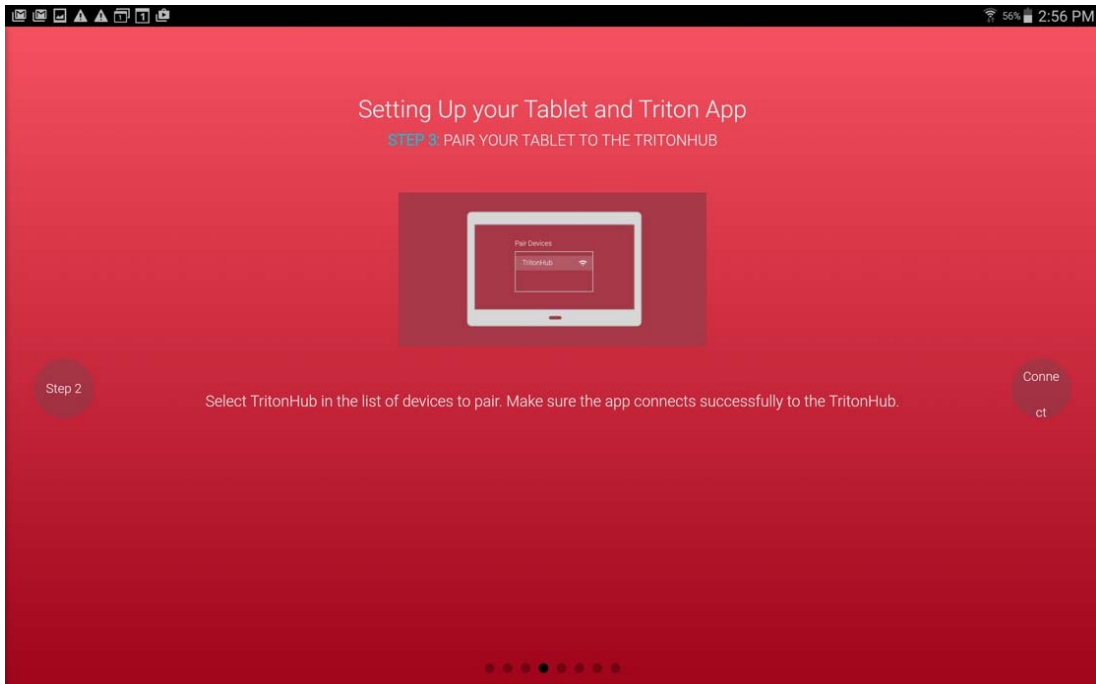 56% 2:56 PM
Setting Up your Tablet and Triton App
STEP 3: PAIR YOUR TABLET TO THE TRITONHUB
Pair Devices
TritonHub
Step 2
Conne
ct
Select TritonHub in the list of devices to pair. Make sure the app connects successfully to the TritonHub.